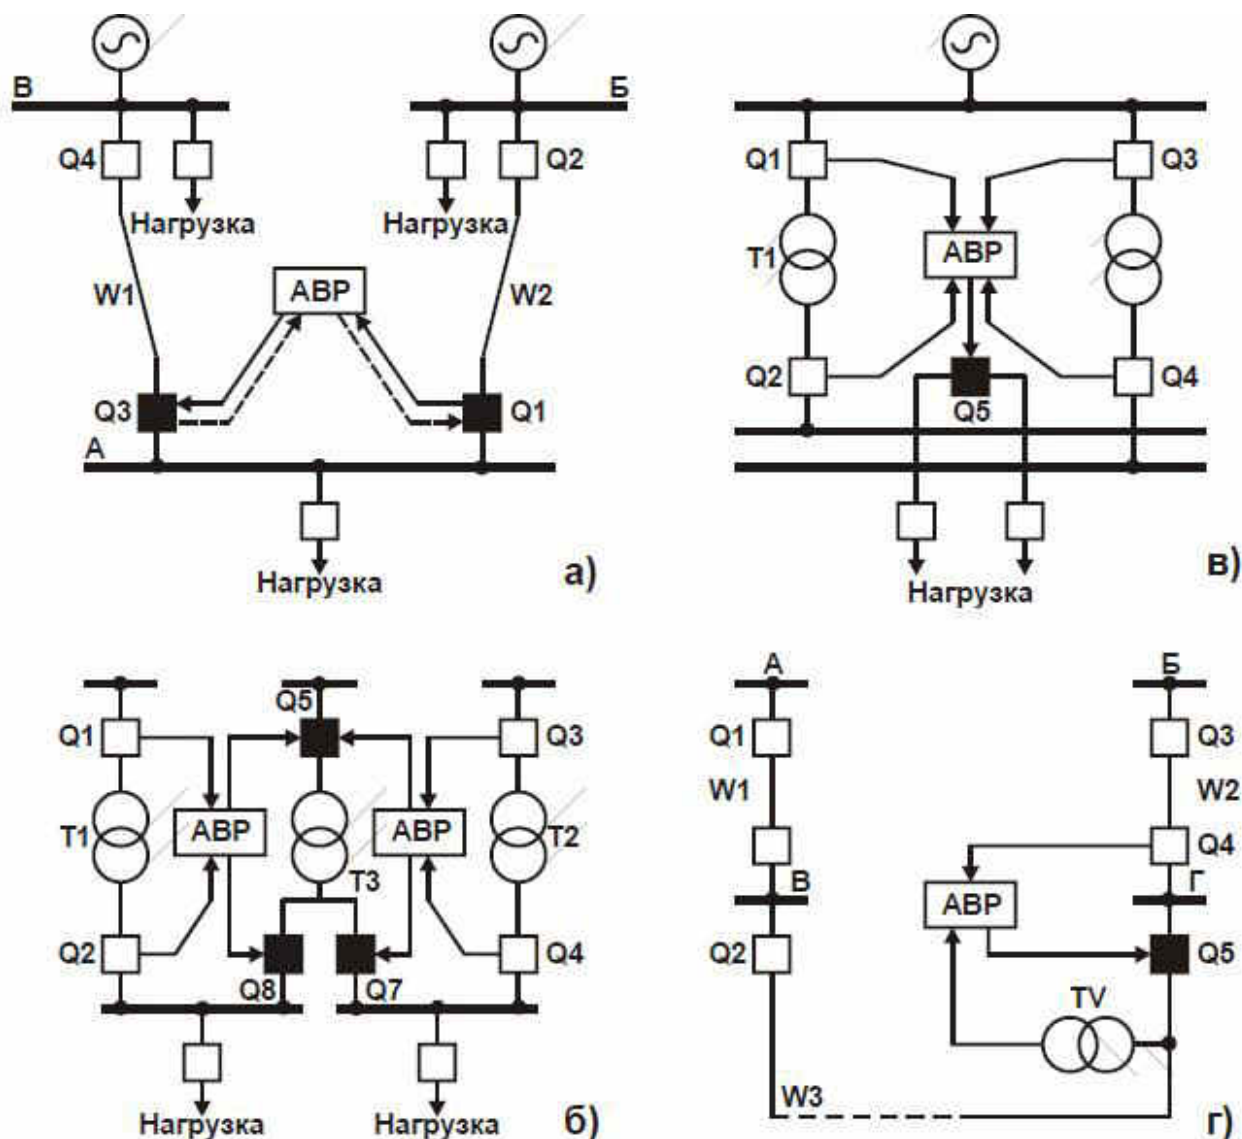 В
Б
Q4
Q2
Нагрузка
Нагрузка
W1
АВР
W2
Q3
Q1
А
Нагрузка
а)
Q1
Q3
T1
АВР
Q2
Q4
Q5
Нагрузка
в)
Q5
Q1
Q3
T1
АВР
АВР
T2
T3
Q2
Q4
Q8
Q7
Нагрузка
Нагрузка
б)
А
Б
Q1
Q3
W1
W2
Q4
В
АВР
Г
Q2
Q5
TV
W3
г)